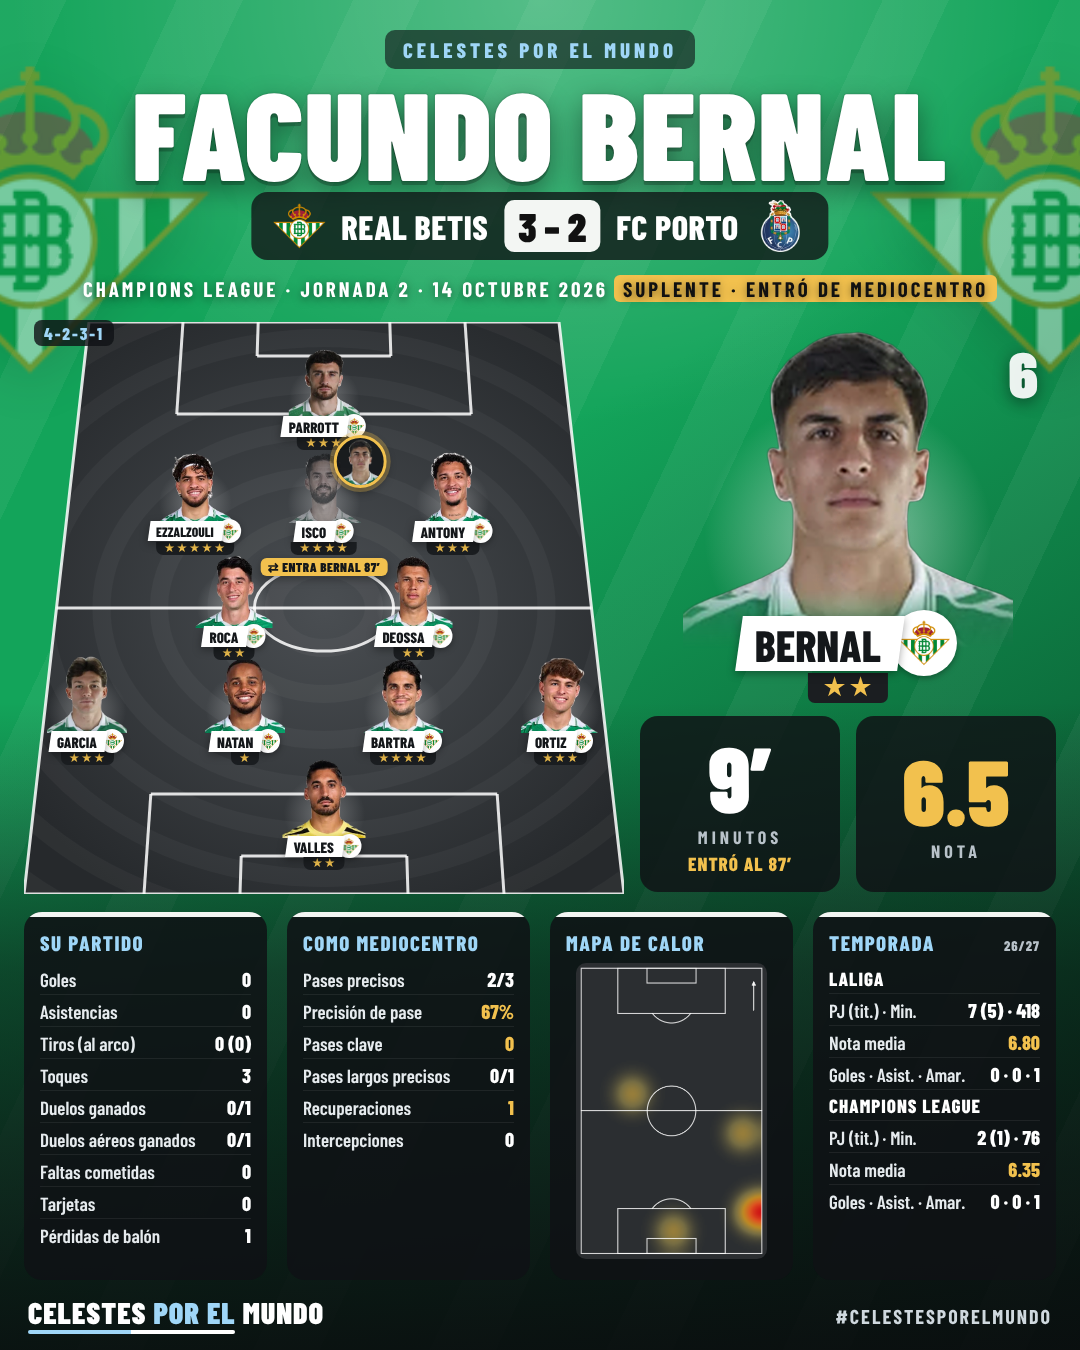 CELESTES POR EL MUNDO
FACUNDO BERNAL
REAL BETIS 3 - 2 FC PORTO
CHAMPIONS LEAGUE · JORNADA 2 · 14 OCTUBRE 2026 SUPLENTE · ENTRÓ DE MEDIOCENTRO
4-2-3-1
6
PARROTT
EZZALZOULI
ISCO
ANTONY
⇄ ENTRA BERNAL 87'
ROCA
DEOSSA
GARCIA
NATAN
BARTRA
ORTIZ
VALLES
BERNAL
9'
MINUTOS
ENTRÓ AL 87'
6.5
NOTA
SU PARTIDO
Goles 0
Asistencias 0
Tiros (al arco) 0 (0)
Toques 3
Duelos ganados 0/1
Duelos aéreos ganados 0/1
Faltas cometidas 0
Tarjetas 0
Pérdidas de balón 1
COMO MEDIOCENTRO
Pases precisos 2/3
Precisión de pase 67%
Pases clave 0
Pases largos precisos 0/1
Recuperaciones 1
Intercepciones 0
MAPA DE CALOR
TEMPORADA 26/27
LALIGA
PJ (tit.) · Min. 7 (5) · 418
Nota media 6.80
Goles · Asist. · Amar. 0 · 0 · 1
CHAMPIONS LEAGUE
PJ (tit.) · Min. 2 (1) · 76
Nota media 6.35
Goles · Asist. · Amar. 0 · 0 · 1
CELESTES POR EL MUNDO
#CELESTESPORELMUNDO